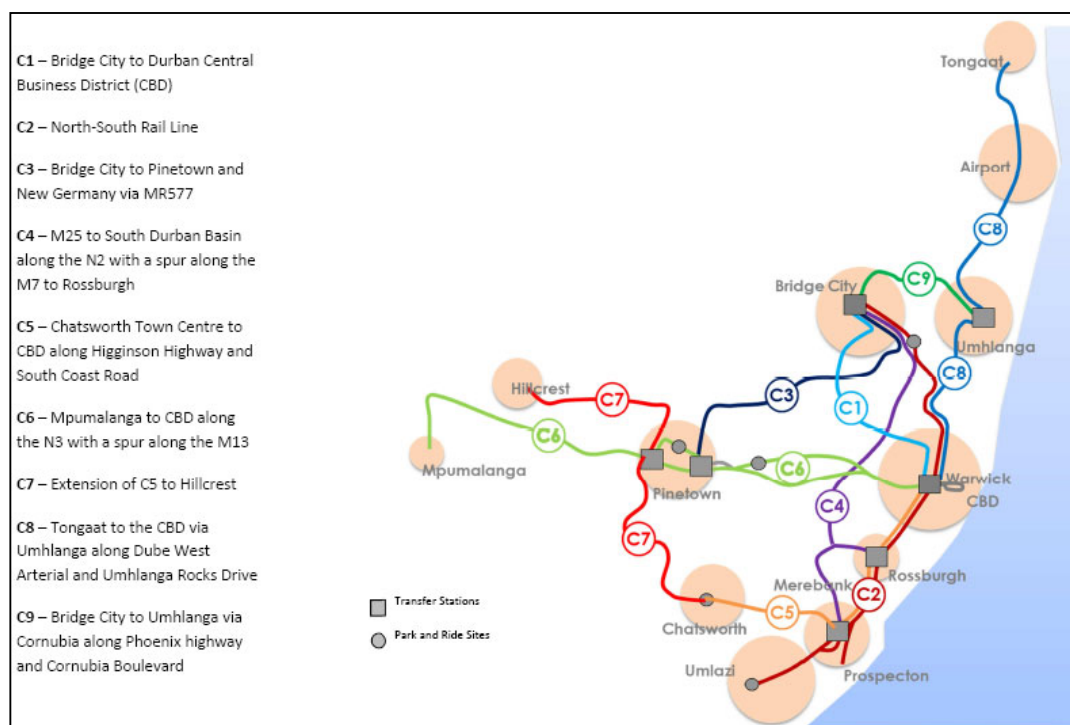 C1 – Bridge City to Durban Central
Business District (CBD)
C2 – North-South Rail Line
C3 – Bridge City to Pinetown and
New Germany via MR577
C4 – M25 to South Durban Basin
along the N2 with a spur along the
M7 to Rossburgh
C5 – Chatsworth Town Centre to
CBD along Higginson Highway and
South Coast Road
C6 – Mpumalanga to CBD along
the N3 with a spur along the M13
C7 – Extension of C5 to Hillcrest
C8 – Tongaat to the CBD via
Umhlanga along Dube West
Arterial and Umhlanga Rocks Drive
C9 – Bridge City to Umhlanga via
Cornubia along Phoenix highway
and Cornubia Boulevard
Tongaat
Airport
C8
Bridge City
C9
Umhlanga
C8
Hillcrest
C7
C3
C1
C6
Mpumalanga
Pinetown
C6
Warwick
CBD
C4
C7
Rossburgh
Merebank
C2
Chatsworth
C5
Umlazi
Prospecton
Transfer Stations
Park and Ride Sites